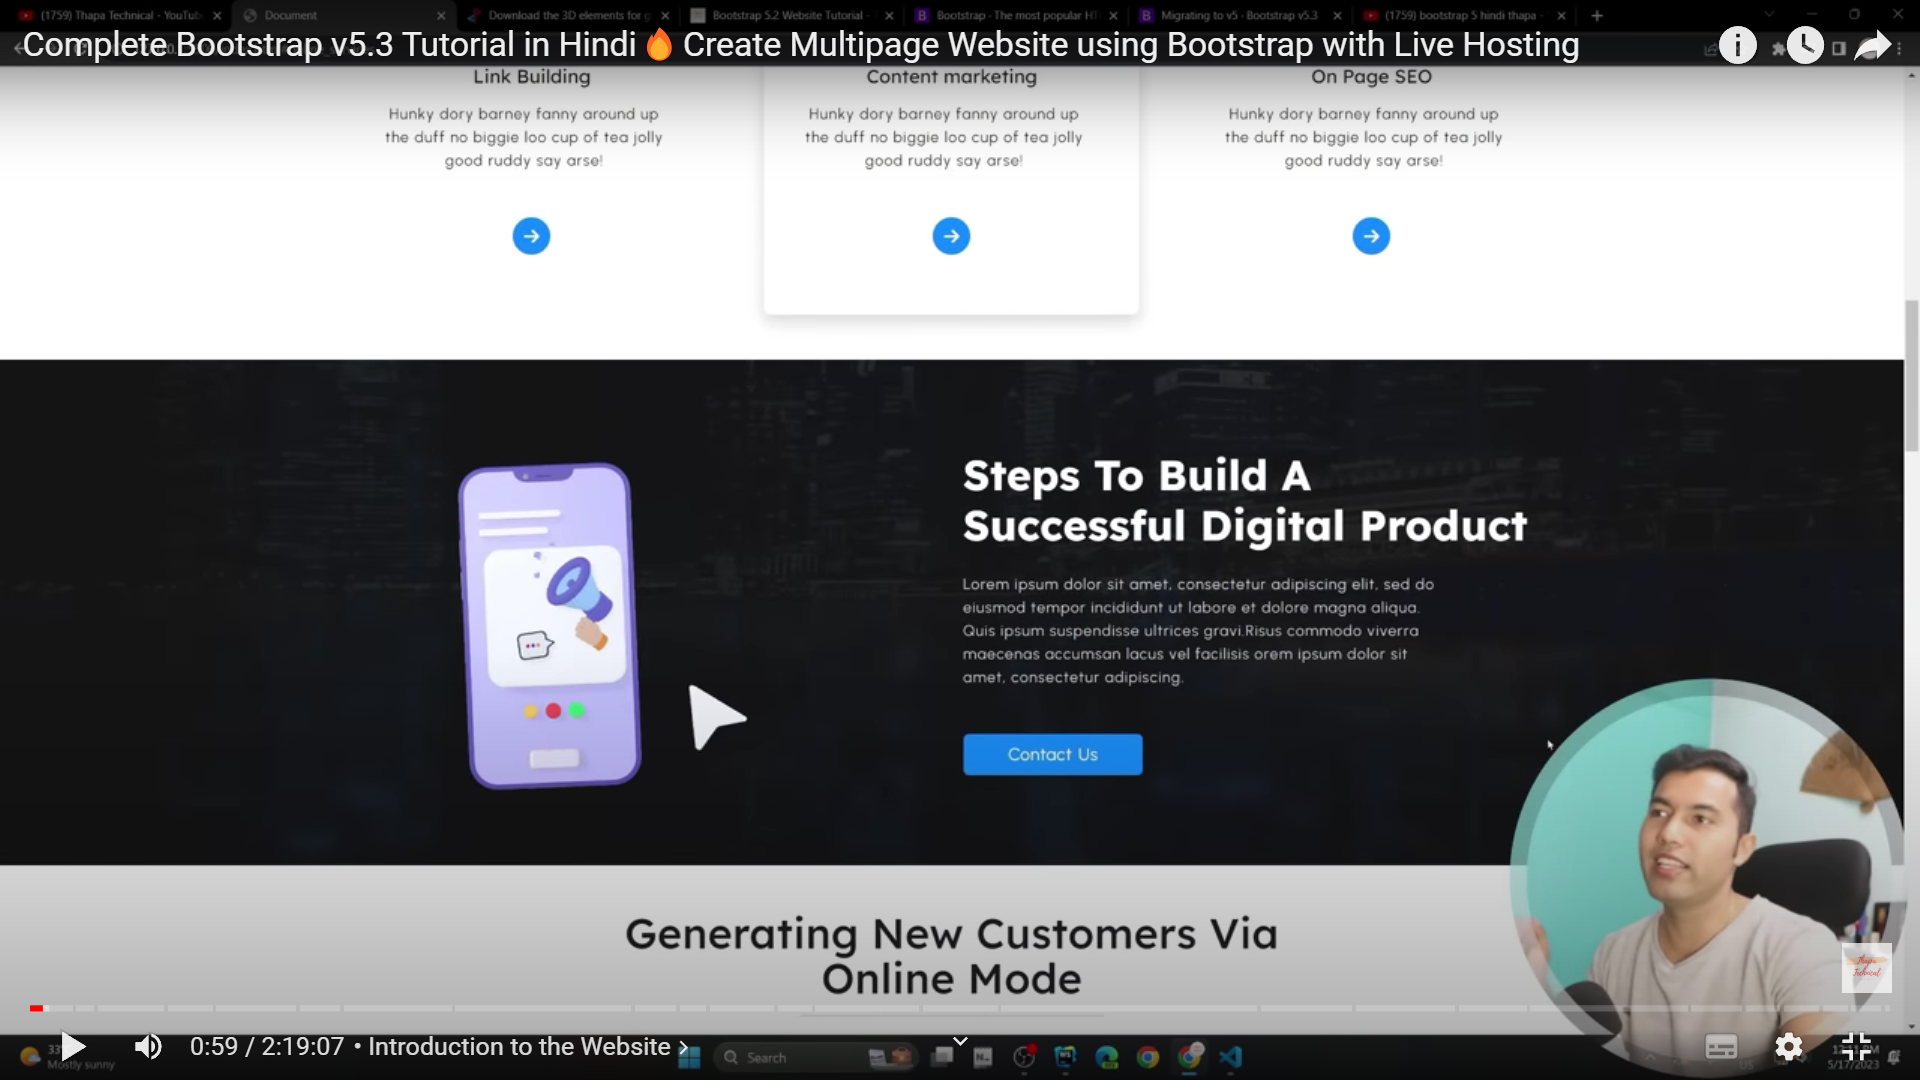 (1759) Thapa Technical - YouTub
Document
Download the 3D elements for g
Bootstrap 5.2 Website Tutorial -
Bootstrap · The most popular HT
Migrating to v5 · Bootstrap v5.3
(1759) bootstrap 5 hindi thapa -
Complete Bootstrap v5.3 Tutorial in Hindi🔥 Create Multipage Website using Bootstrap with Live Hosting
Link Building
Hunky dory barney fanny around up
the duff no biggie loo cup of tea jolly
good ruddy say arse!
Content marketing
Hunky dory barney fanny around up
the duff no biggie loo cup of tea jolly
good ruddy say arse!
On Page SEO
Hunky dory barney fanny around up
the duff no biggie loo cup of tea jolly
good ruddy say arse!
Steps To Build A
Successful Digital Product
Lorem ipsum dolor sit amet, consectetur adipiscing elit, sed do
eiusmod tempor incididunt ut labore et dolore magna aliqua.
Quis ipsum suspendisse ultrices gravi.Risus commodo viverra
maecenas accumsan lacus vel facilisis orem ipsum dolor sit
amet, consectetur adipiscing.
Contact Us
Generating New Customers Via
Online Mode
Thapa
Technical
0:59 / 2:19:07 • Introduction to the Website
Mostly sunny
Search
US
5/17/2023